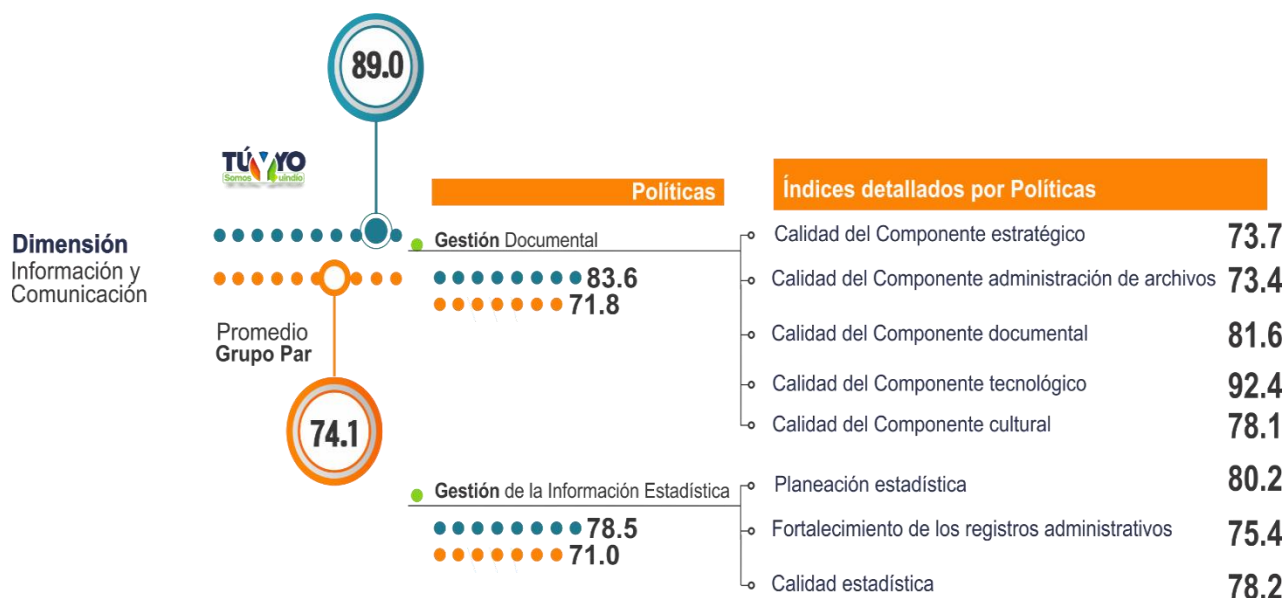 89.0
TÚ Y YO
Somos Quindío
Dimensión
Información y
Comunicación
Promedio
Grupo Par
74.1
Políticas
Gestión Documental
83.6
71.8
Gestión de la Información Estadística
78.5
71.0
Índices detallados por Políticas
Calidad del Componente estratégico 73.7
Calidad del Componente administración de archivos 73.4
Calidad del Componente documental 81.6
Calidad del Componente tecnológico 92.4
Calidad del Componente cultural 78.1
Planeación estadística 80.2
Fortalecimiento de los registros administrativos 75.4
Calidad estadística 78.2